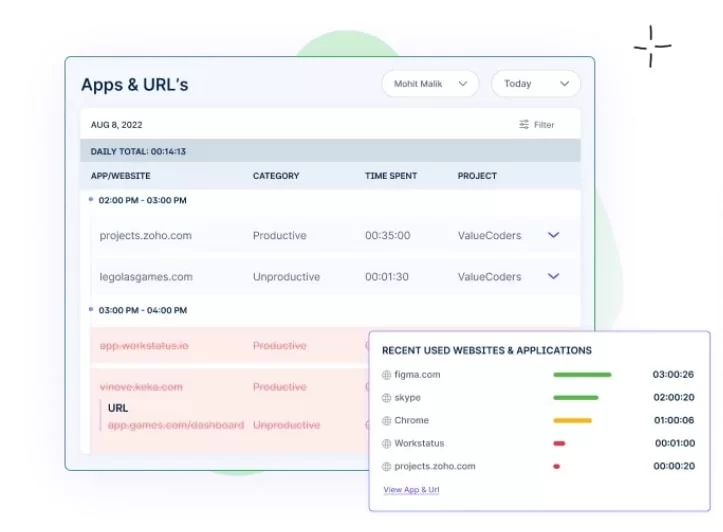 Apps & URL's
Mohit Malik
Today
AUG 8, 2022
Filter
DAILY TOTAL: 00:14:13
APP/WEBSITE CATEGORY TIME SPENT PROJECT
02:00 PM - 03:00 PM
projects.zoho.com Productive 00:35:00 ValueCoders
legolasgames.com Unproductive 00:01:30 ValueCoders
03:00 PM - 04:00 PM
app.workstatus.io Productive
vinove.keka.com Productive
URL
app.games.com/dashboard Unproductive
RECENT USED WEBSITES & APPLICATIONS
figma.com 03:00:26
skype 02:00:20
Chrome 01:00:06
Workstatus 00:01:00
projects.zoho.com 00:00:20
View App & Url